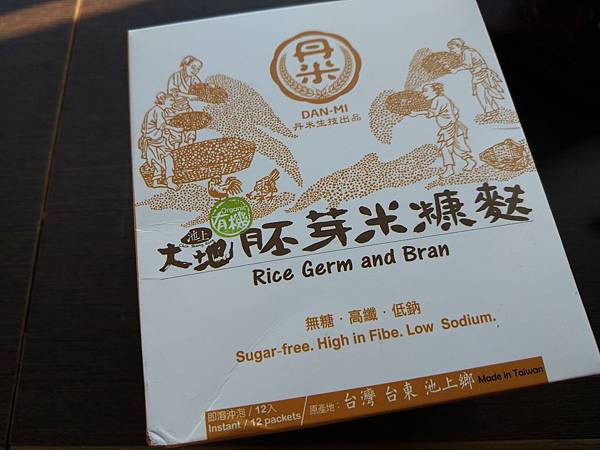 丹米
DAN-MI
丹米生技出品
Organic
有機
池上
大地 胚芽米糠麩
Rice Germ and Bran
無糖．高纖．低鈉
Sugar-free. High in Fibe. Low Sodium.
即溶沖泡 / 12入
Instant / 12 packets
原產地： 台灣 台東 池上鄉 Made in Taiwan